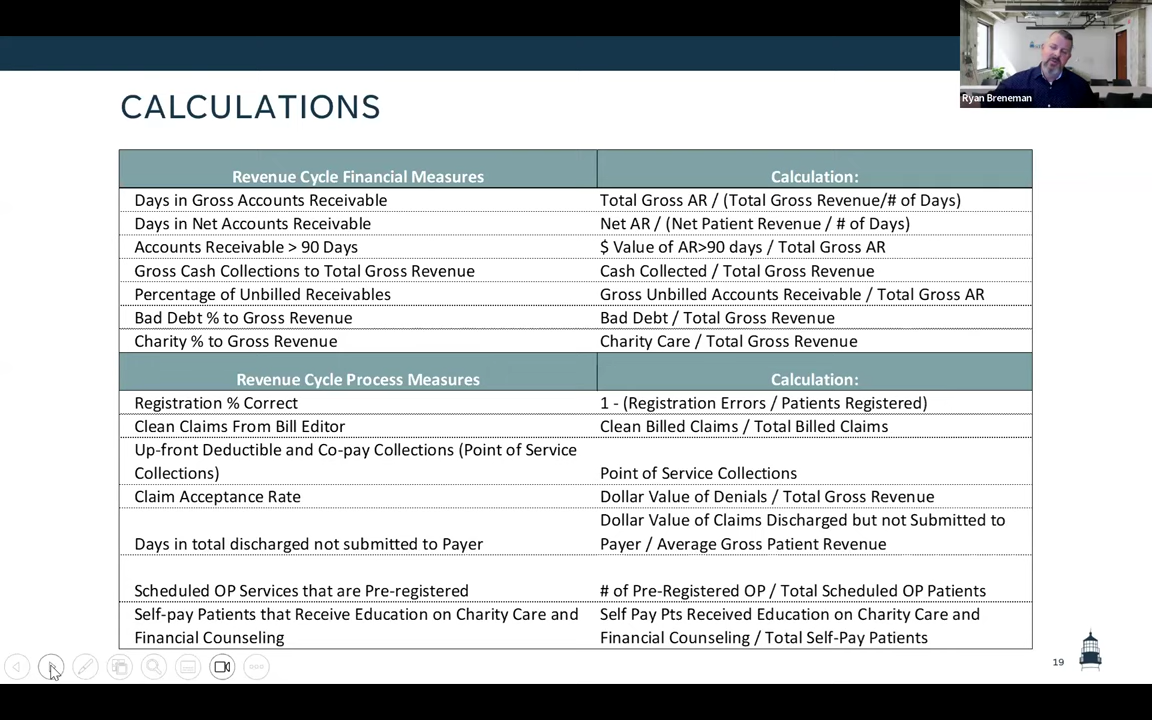 Ryan Breneman
CALCULATIONS
Revenue Cycle Financial Measures Calculation:
Days in Gross Accounts Receivable Total Gross AR / (Total Gross Revenue/# of Days)
Days in Net Accounts Receivable Net AR / (Net Patient Revenue / # of Days)
Accounts Receivable > 90 Days $ Value of AR>90 days / Total Gross AR
Gross Cash Collections to Total Gross Revenue Cash Collected / Total Gross Revenue
Percentage of Unbilled Receivables Gross Unbilled Accounts Receivable / Total Gross AR
Bad Debt % to Gross Revenue Bad Debt / Total Gross Revenue
Charity % to Gross Revenue Charity Care / Total Gross Revenue
Revenue Cycle Process Measures Calculation:
Registration % Correct 1 - (Registration Errors / Patients Registered)
Clean Claims From Bill Editor Clean Billed Claims / Total Billed Claims
Up-front Deductible and Co-pay Collections (Point of Service
Collections) Point of Service Collections
Claim Acceptance Rate Dollar Value of Denials / Total Gross Revenue
Dollar Value of Claims Discharged but not Submitted to
Days in total discharged not submitted to Payer Payer / Average Gross Patient Revenue
Scheduled OP Services that are Pre-registered # of Pre-Registered OP / Total Scheduled OP Patients
Self-pay Patients that Receive Education on Charity Care and Self Pay Pts Received Education on Charity Care and
Financial Counseling Financial Counseling / Total Self-Pay Patients
19